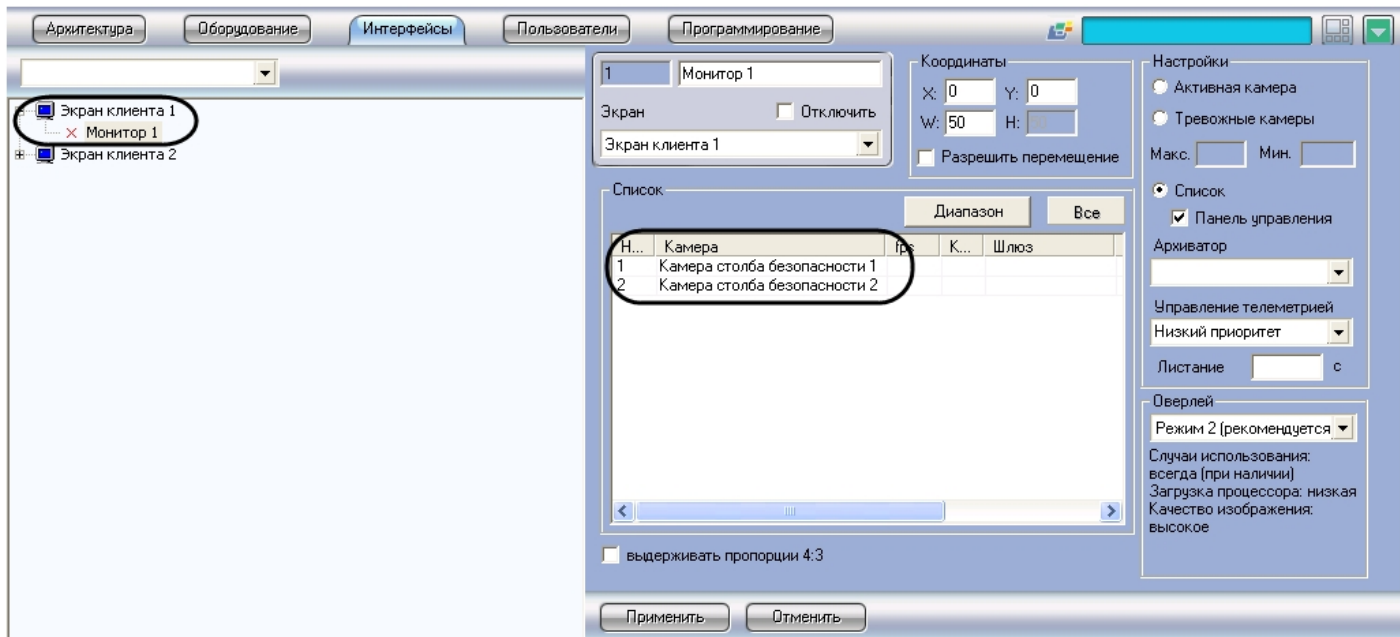 Архитектура Оборудование Интерфейсы Пользователи Программирование
Экран клиента 1
Монитор 1
Экран клиента 2
1 Монитор 1
Экран Отключить
Экран клиента 1
Координаты
X: 0 Y: 0
W: 50 H:
Разрешить перемещение
Список
Диапазон Все
Н... Камера fps К... Шлюз
1 Камера столба безопасности 1
2 Камера столба безопасности 2
выдерживать пропорции 4:3
Применить Отменить
Настройки
Активная камера
Тревожные камеры
Макс. Мин.
Список
Панель управления
Архиватор
Управление телеметрией
Низкий приоритет
Листание с
Оверлей
Режим 2 (рекомендуется
Случаи использования:
всегда (при наличии)
Загрузка процессора: низкая
Качество изображения:
высокое